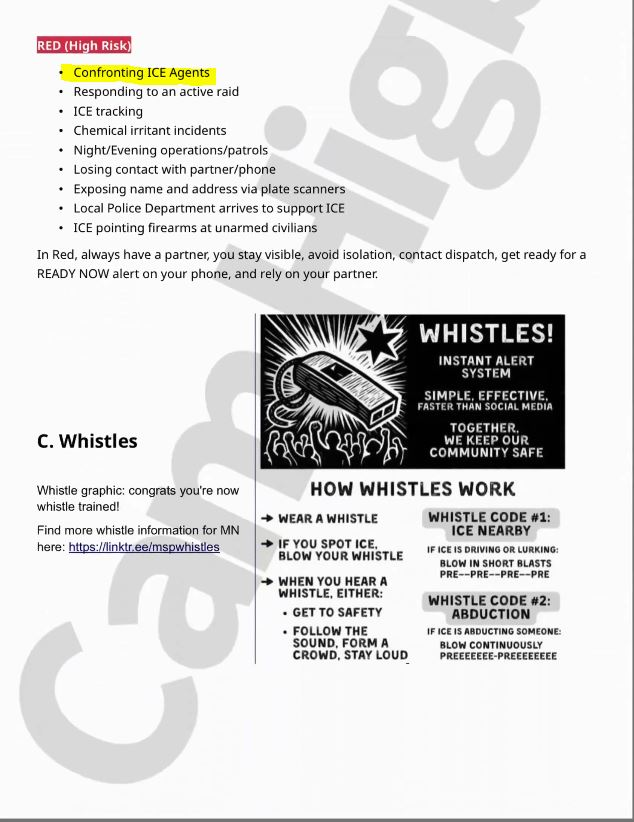 RED (High Risk)
• Confronting ICE Agents
• Responding to an active raid
• ICE tracking
• Chemical irritant incidents
• Night/Evening operations/patrols
• Losing contact with partner/phone
• Exposing name and address via plate scanners
• Local Police Department arrives to support ICE
• ICE pointing firearms at unarmed civilians
In Red, always have a partner, you stay visible, avoid isolation, contact dispatch, get ready for a
READY NOW alert on your phone, and rely on your partner.
C. Whistles
Whistle graphic: congrats you're now
whistle trained!
Find more whistle information for MN
here: https://linktr.ee/mspwhistles
WHISTLES!
INSTANT ALERT
SYSTEM
SIMPLE, EFFECTIVE,
FASTER THAN SOCIAL MEDIA
TOGETHER,
WE KEEP OUR
COMMUNITY SAFE
HOW WHISTLES WORK
→ WEAR A WHISTLE
→ IF YOU SPOT ICE,
BLOW YOUR WHISTLE
→ WHEN YOU HEAR A
WHISTLE, EITHER:
• GET TO SAFETY
• FOLLOW THE
SOUND, FORM A
CROWD, STAY LOUD
WHISTLE CODE #1:
ICE NEARBY
IF ICE IS DRIVING OR LURKING:
BLOW IN SHORT BLASTS
PRE--PRE--PRE--PRE
WHISTLE CODE #2:
ABDUCTION
IF ICE IS ABDUCTING SOMEONE:
BLOW CONTINUOUSLY
PREEEEEEE-PREEEEEEEE
Cam Hig